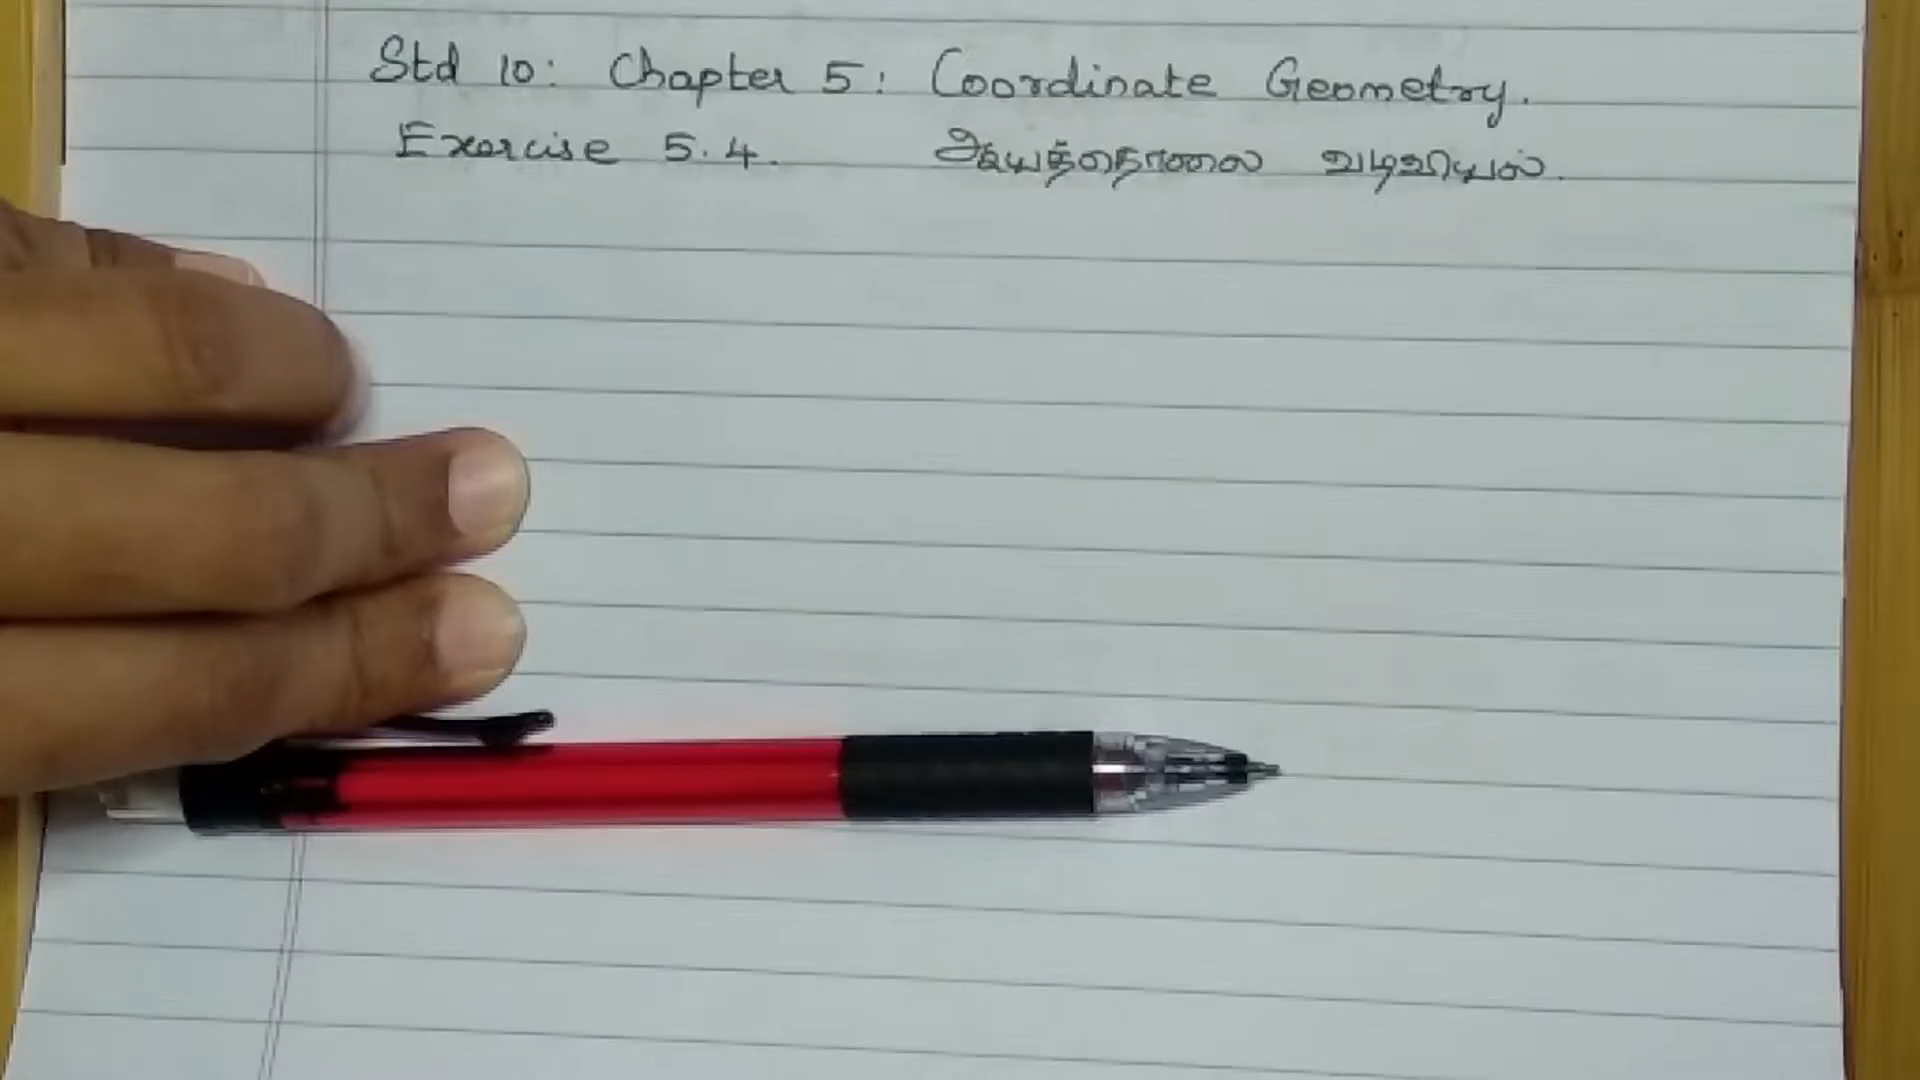 Std 10: Chapter 5: Coordinate Geometry.
Exercise 5.4. ஆயத்தொலை வடிவியல்.